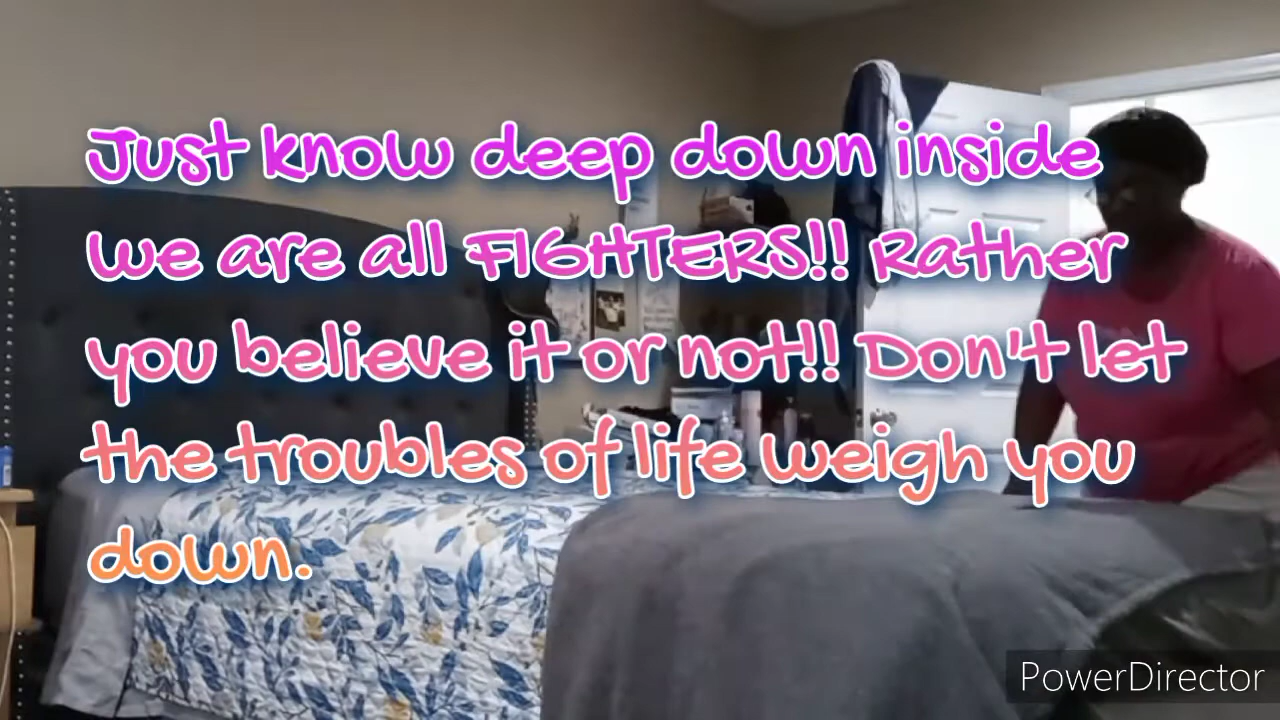 Just know deep down inside
we are all FIGHTERS!! Rather
you believe it or not!! Don't let
the troubles of life weigh you
down.
PowerDirector